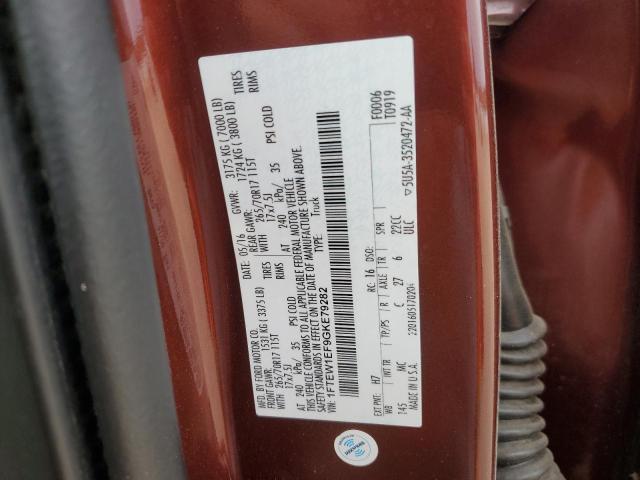 MFD. BY FORD MOTOR CO.
DATE: 05/16 GVWR: 3175 KG ( 7000 LB)
FRONT GAWR: 1531 KG ( 3375 LB) REAR GAWR: 1724 KG ( 3800 LB)
265/70R17 115T TIRES WITH 265/70R17 115T TIRES
17x7.5J RIMS WITH 17x7.5J RIMS
AT 240 kPa/ 35 PSI COLD AT 240 kPa/ 35 PSI COLD
THIS VEHICLE CONFORMS TO ALL APPLICABLE FEDERAL MOTOR VEHICLE
SAFETY STANDARDS IN EFFECT ON THE DATE OF MANUFACTURE SHOWN ABOVE.
VIN: 1FTEW1EF9GKE79282
TYPE: Truck
F0006
T0919
EXT PNT: H7 RC: 16 DSO:
WB INT TR TP/PS R AXLE TR SPR
145 MC C 27 6 22CC
MADE IN U.S.A. ULC
▽5U5A-3520472-AA